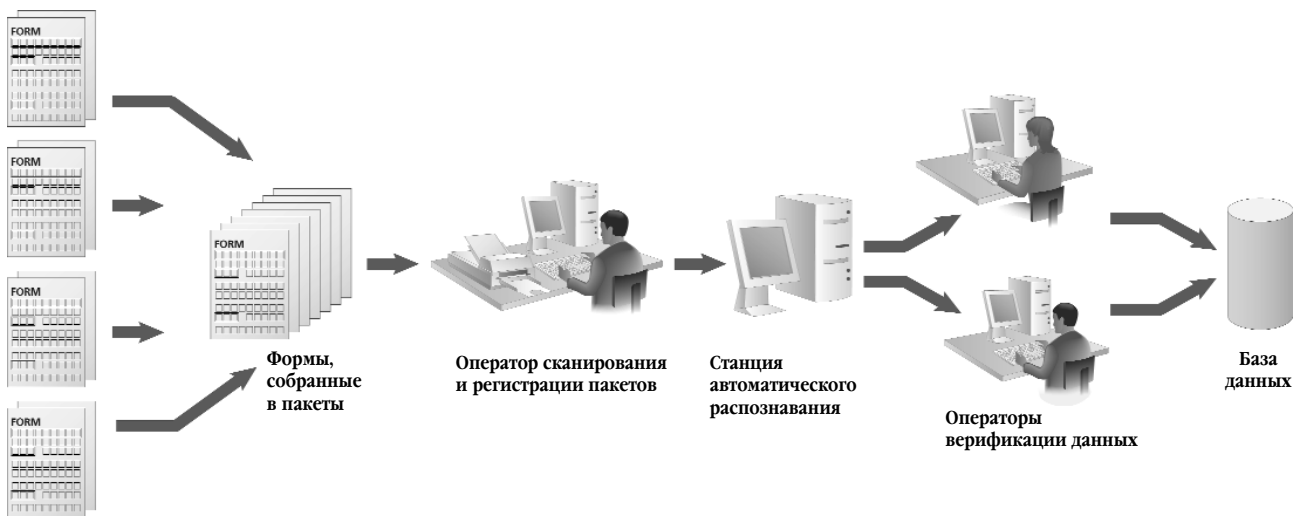 FORM
FORM
FORM
FORM
FORM
Формы,
собранные
в пакеты
Оператор сканирования
и регистрации пакетов
Станция
автоматического
распознавания
Операторы
верификации данных
База
данных